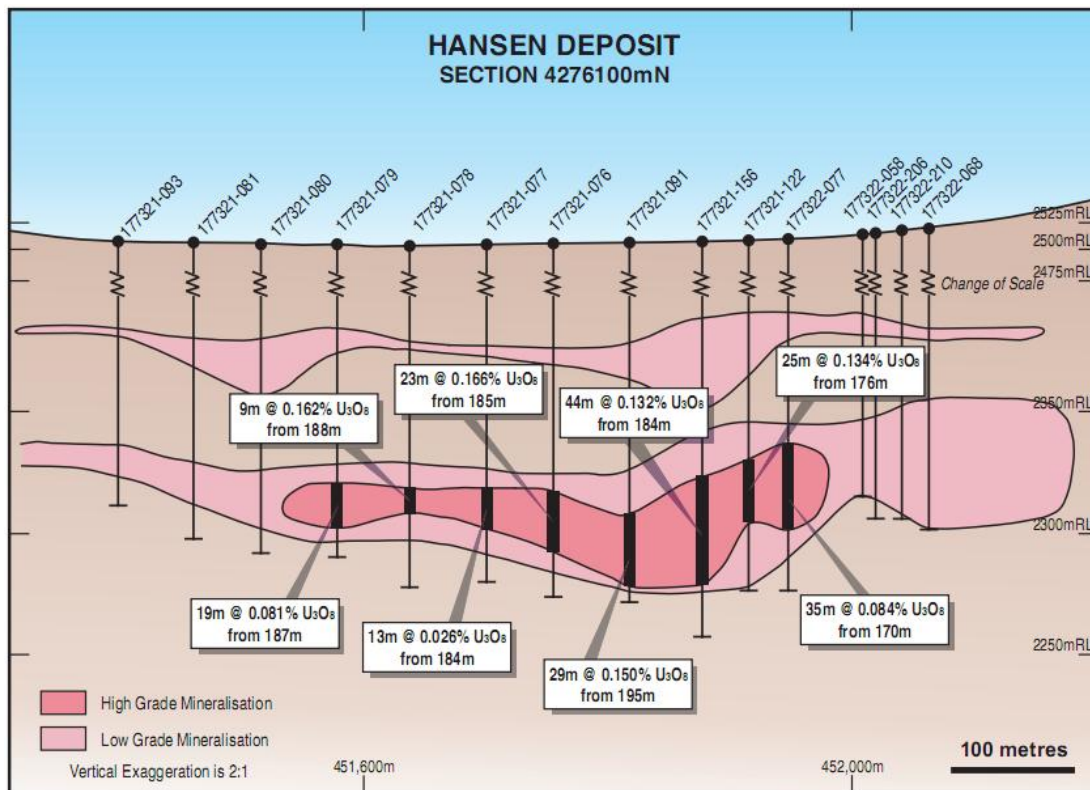 HANSEN DEPOSIT
SECTION 4276100mN
177321-093
177321-081
177321-080
177321-079
177321-078
177321-077
177321-076
177321-091
177321-156
177321-122
177322-077
177322-058
177322-206
177322-210
177322-068
2525mRL
2500mRL
2475mRL
Change of Scale
25m @ 0.134% U₃O₈
from 176m
23m @ 0.166% U₃O₈
from 185m
44m @ 0.132% U₃O₈
from 184m
9m @ 0.162% U₃O₈
from 188m
2350mRL
2300mRL
19m @ 0.081% U₃O₈
from 187m
13m @ 0.026% U₃O₈
from 184m
29m @ 0.150% U₃O₈
from 195m
35m @ 0.084% U₃O₈
from 170m
2250mRL
High Grade Mineralisation
Low Grade Mineralisation
Vertical Exaggeration is 2:1
451,600m
452,000m
100 metres